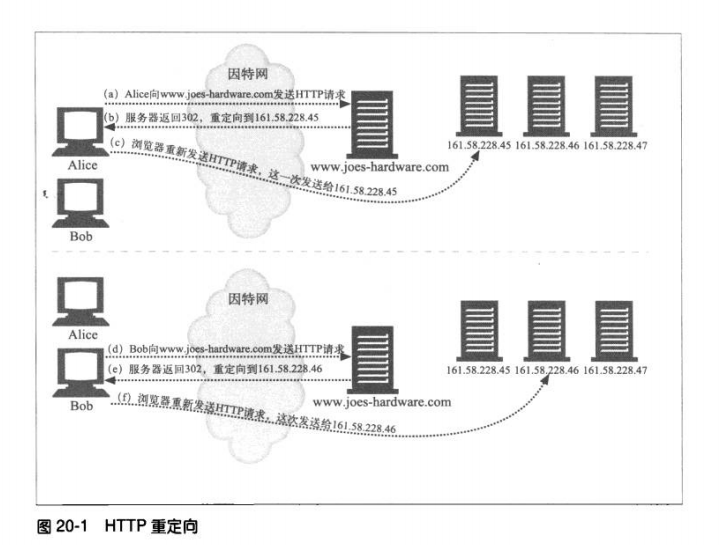 因特网
(a) Alice向www.joes-hardware.com发送HTTP请求
(b) 服务器返回302，重定向到161.58.228.45
(c) 浏览器重新发送HTTP请求，这一次发送给161.58.228.45
161.58.228.45 161.58.228.46 161.58.228.47
www.joes-hardware.com
Alice
Bob
因特网
Alice
(d) Bob向www.joes-hardware.com发送HTTP请求
(e) 服务器返回302，重定向到161.58.228.46
161.58.228.45 161.58.228.46 161.58.228.47
Bob
(f) 浏览器重新发送HTTP请求，这次发送给161.58.228.46
www.joes-hardware.com
图 20-1 HTTP 重定向